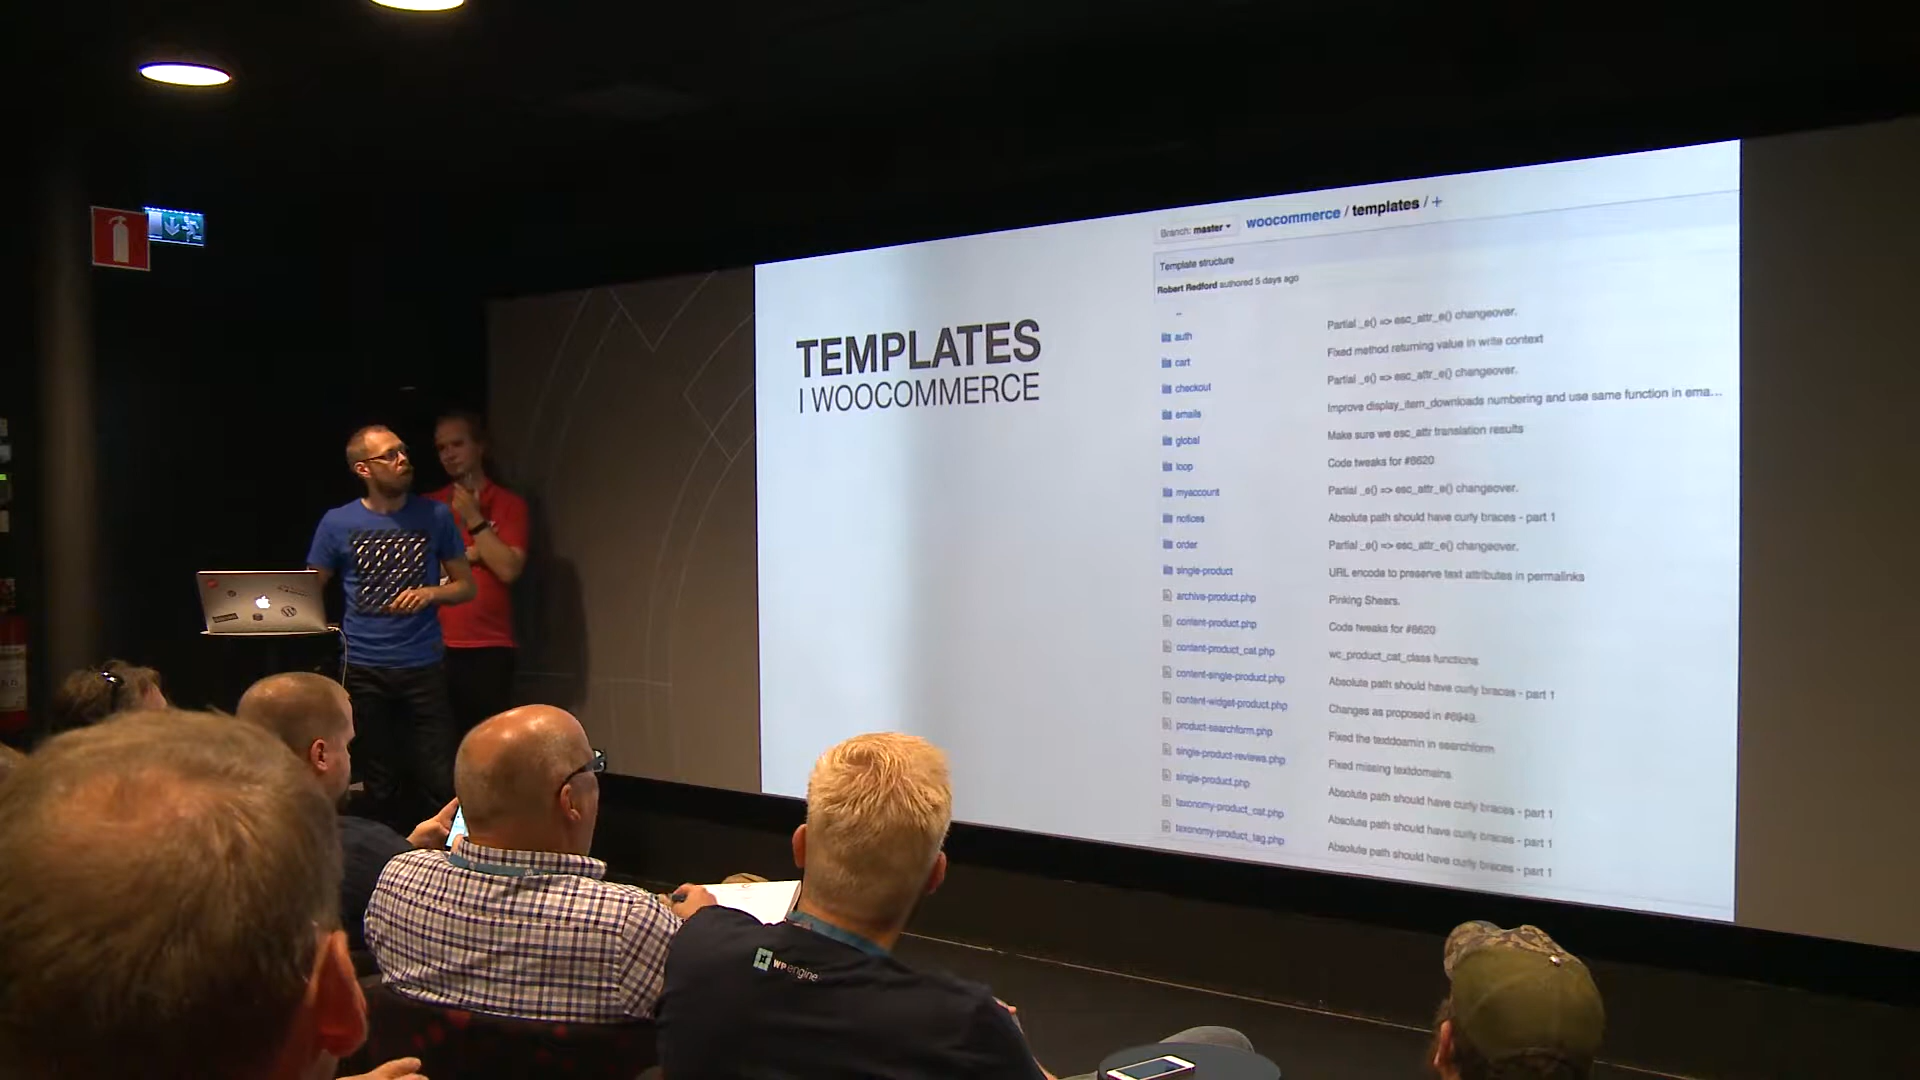 TEMPLATES
I WOOCOMMERCE
Branch: master
woocommerce / templates / +
Template structure
Robert Redford authored 5 days ago
..
Partial _e() => esc_attr_e() changeover.
auth
Fixed method returning value in write context
cart
Partial _e() => esc_attr_e() changeover.
checkout
Improve display_item_downloads numbering and use same function in ema...
emails
Make sure we esc_attr translation results
global
Code tweaks for #8620
loop
Partial _e() => esc_attr_e() changeover.
myaccount
Absolute path should have curly braces - part 1
notices
Partial _e() => esc_attr_e() changeover.
order
URL encode to preserve text attributes in permalinks
single-product
Pinking Shears.
archive-product.php
Code tweaks for #8620
content-product.php
wc_product_cat_class functions
content-product_cat.php
Absolute path should have curly braces - part 1
content-single-product.php
Changes as proposed in #6949.
content-widget-product.php
Fixed the textdoamin in searchform
product-searchform.php
Fixed missing textdomains
single-product-reviews.php
Absolute path should have curly braces - part 1
single-product.php
Absolute path should have curly braces - part 1
taxonomy-product_cat.php
Absolute path should have curly braces - part 1
taxonomy-product_tag.php
WP engine